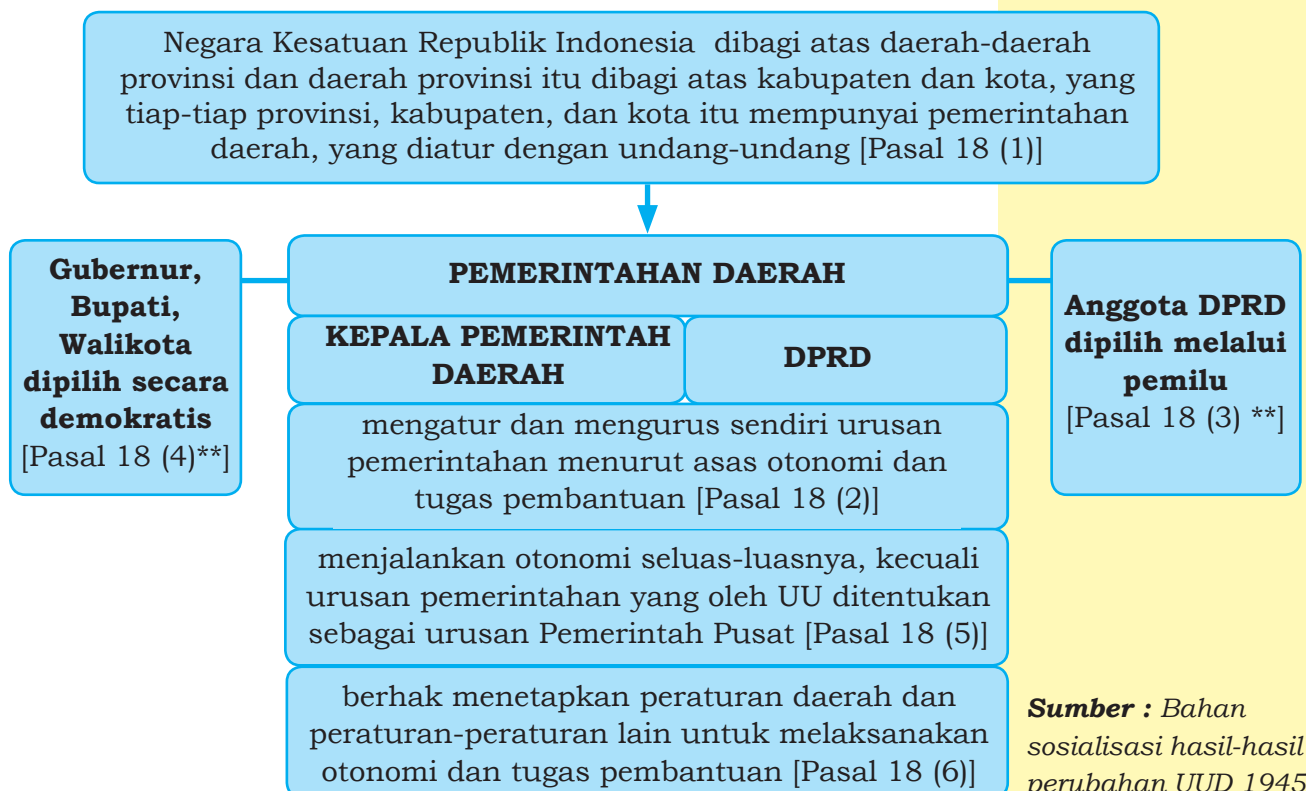 Negara Kesatuan Republik Indonesia dibagi atas daerah-daerah
provinsi dan daerah provinsi itu dibagi atas kabupaten dan kota, yang
tiap-tiap provinsi, kabupaten, dan kota itu mempunyai pemerintahan
daerah, yang diatur dengan undang-undang [Pasal 18 (1)]
Gubernur,
Bupati,
Walikota
dipilih secara
demokratis
[Pasal 18 (4)**]
PEMERINTAHAN DAERAH
KEPALA PEMERINTAH
DAERAH
DPRD
mengatur dan mengurus sendiri urusan
pemerintahan menurut asas otonomi dan
tugas pembantuan [Pasal 18 (2)]
menjalankan otonomi seluas-luasnya, kecuali
urusan pemerintahan yang oleh UU ditentukan
sebagai urusan Pemerintah Pusat [Pasal 18 (5)]
berhak menetapkan peraturan daerah dan
peraturan-peraturan lain untuk melaksanakan
otonomi dan tugas pembantuan [Pasal 18 (6)]
Anggota DPRD
dipilih melalui
pemilu
[Pasal 18 (3) **]
Sumber : Bahan
sosialisasi hasil-hasil
perubahan UUD 1945